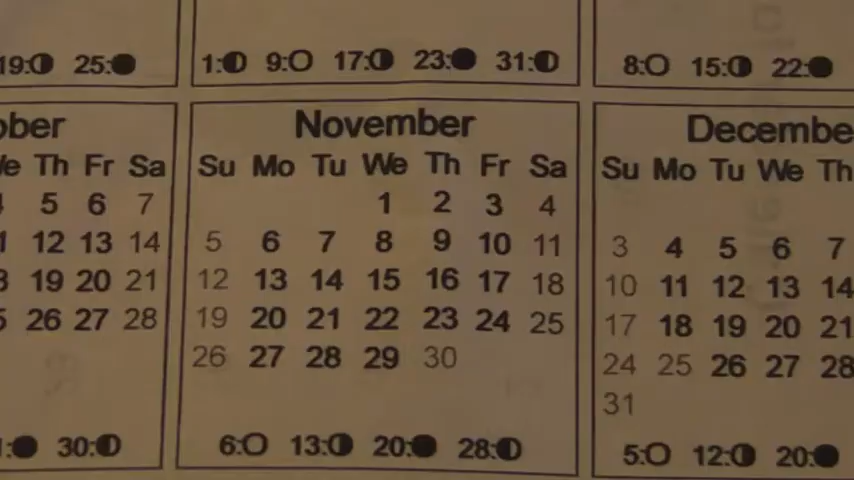 19:◑ 25:●
1:◐ 9:○ 17:◑ 23:● 31:◐
8:○ 15:◑ 22:●
ober
We Th Fr Sa
5 6 7
12 13 14
19 20 21
26 27 28
30:◐
November
Su Mo Tu We Th Fr Sa
1 2 3 4
5 6 7 8 9 10 11
12 13 14 15 16 17 18
19 20 21 22 23 24 25
26 27 28 29 30
6:○ 13:◑ 20:● 28:◐
Decembe
Su Mo Tu We Th
3 4 5 6 7
10 11 12 13 14
17 18 19 20 21
24 25 26 27 28
31
5:○ 12:◑ 20:●